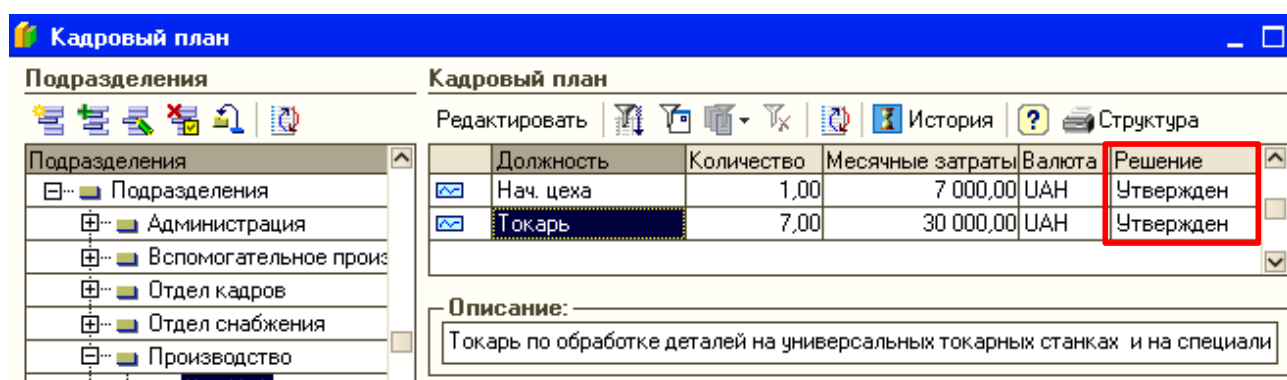 Кадровый план
Подразделения
Кадровый план
Редактировать История ? Структура
Подразделения
Подразделения
Администрация
Вспомогательное произ
Отдел кадров
Отдел снабжения
Производство
Должность Количество Месячные затраты Валюта Решение
Нач. цеха 1,00 7 000,00 UAH Утвержден
Токарь 7,00 30 000,00 UAH Утвержден
Описание:
Токарь по обработке деталей на универсальных токарных станках и на специали